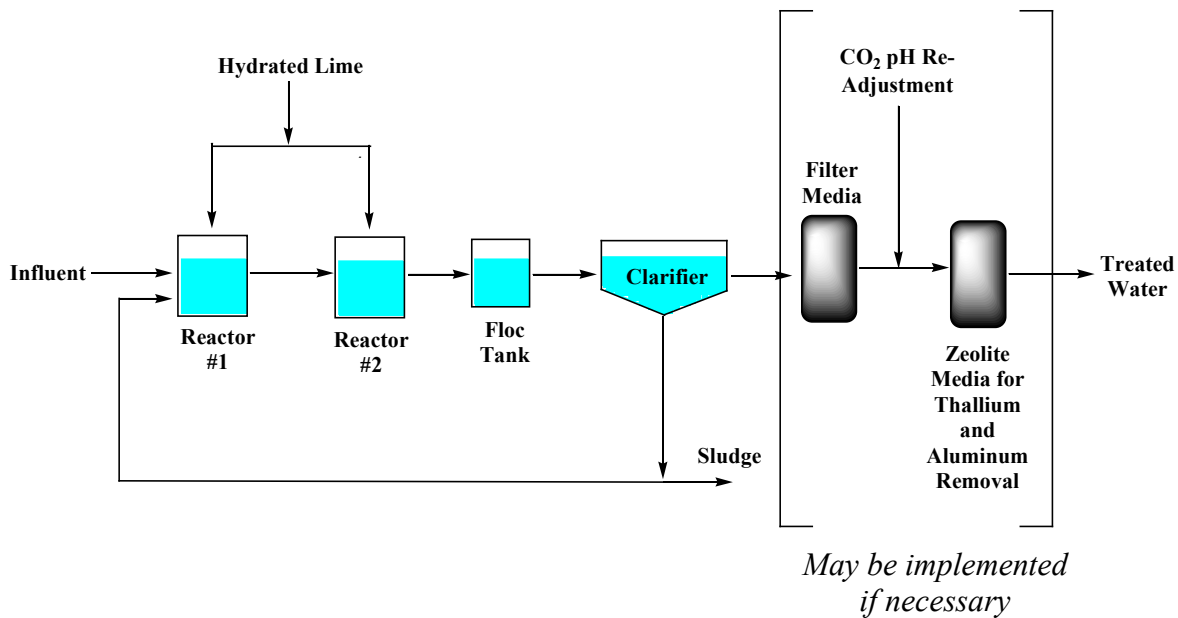 Hydrated Lime
CO2 pH Re-
Adjustment
Filter
Media
Influent
Clarifier
Treated
Water
Reactor
#1
Reactor
#2
Floc
Tank
Zeolite
Media for
Thallium
and
Aluminum
Removal
Sludge
May be implemented
if necessary